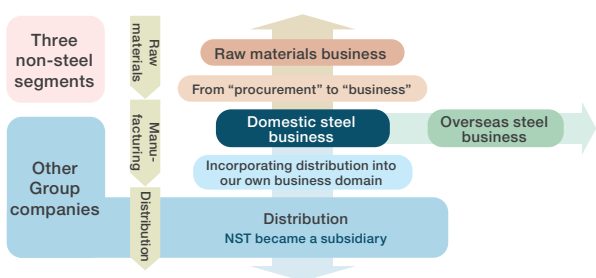 Three
non-steel
segments
Raw
materials
Raw materials business
From “procurement” to “business”
Manu-
facturing
Domestic steel
business
Overseas steel
business
Other
Group
companies
Incorporating distribution into
our own business domain
Distribution
Distribution
NST became a subsidiary